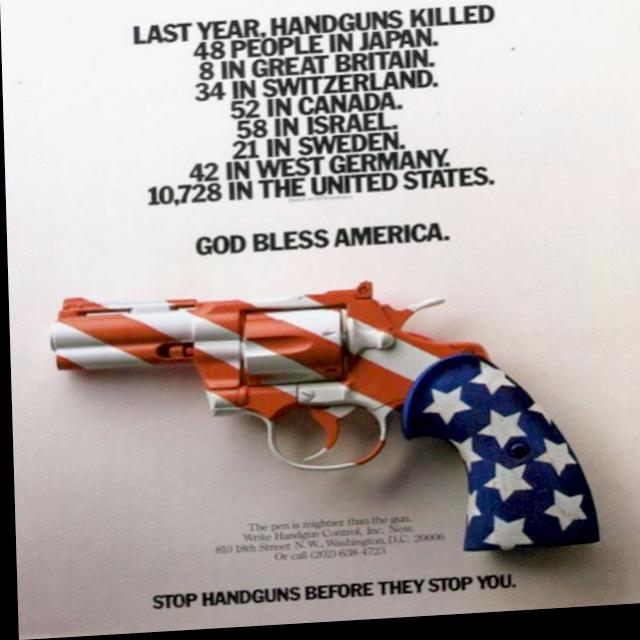 LAST YEAR, HANDGUNS KILLED
48 PEOPLE IN JAPAN.
8 IN GREAT BRITAIN.
34 IN SWITZERLAND.
52 IN CANADA.
58 IN ISRAEL.
21 IN SWEDEN.
42 IN WEST GERMANY.
10,728 IN THE UNITED STATES.
GOD BLESS AMERICA.
The pen is mightier than the gun.
Write Handgun Control, Inc. Now.
810 18th Street N.W., Washington, D.C. 20006
Or call (202) 638-4723
STOP HANDGUNS BEFORE THEY STOP YOU.